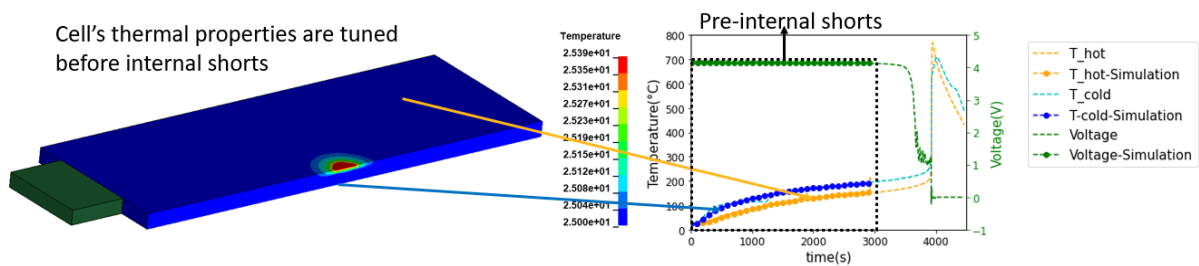 Cell's thermal properties are tuned
before internal shorts
Temperature
2.539e+01
2.535e+01
2.531e+01
2.527e+01
2.523e+01
2.519e+01
2.515e+01
2.512e+01
2.508e+01
2.504e+01
2.500e+01
Pre-internal shorts
800
700
600
500
400
300
200
100
0
Temperature(°C)
0
1000
2000
3000
4000
time(s)
5
4
3
2
1
0
−1
Voltage(V)
T_hot
T_hot-Simulation
T_cold
T-cold-Simulation
Voltage
Voltage-Simulation